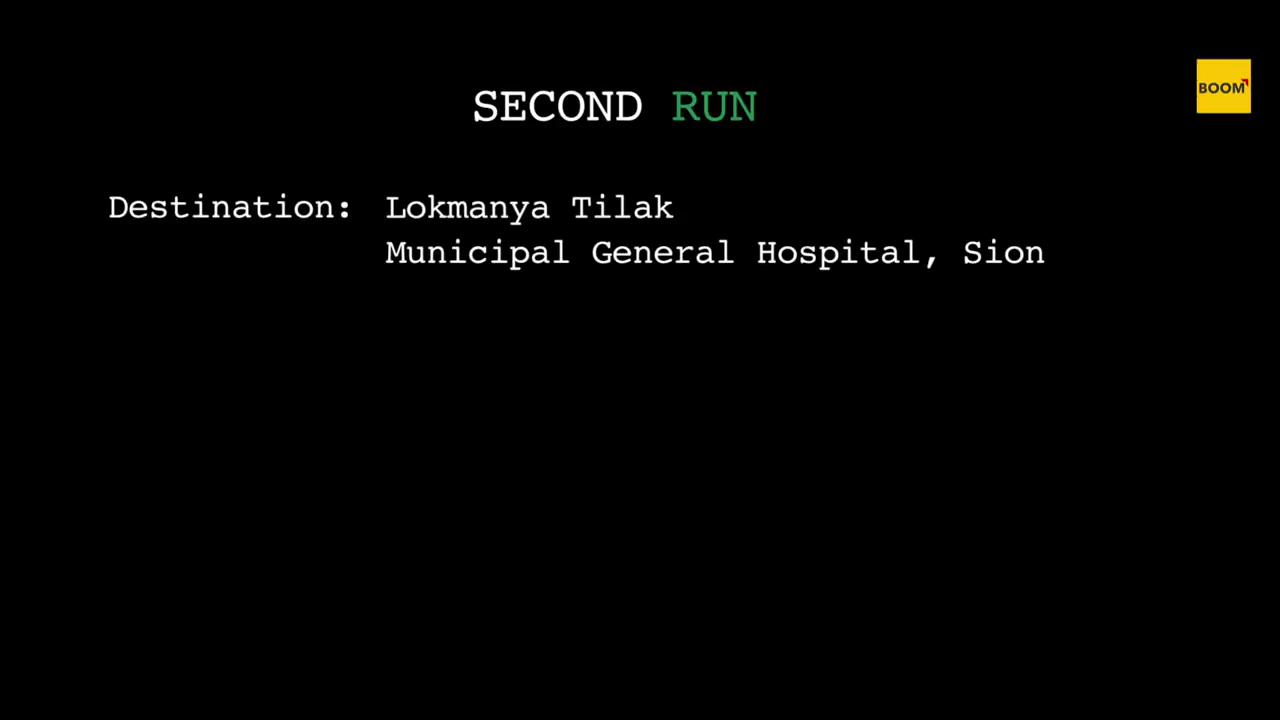 SECOND RUN
BOOM
Destination: Lokmanya Tilak
Municipal General Hospital, Sion